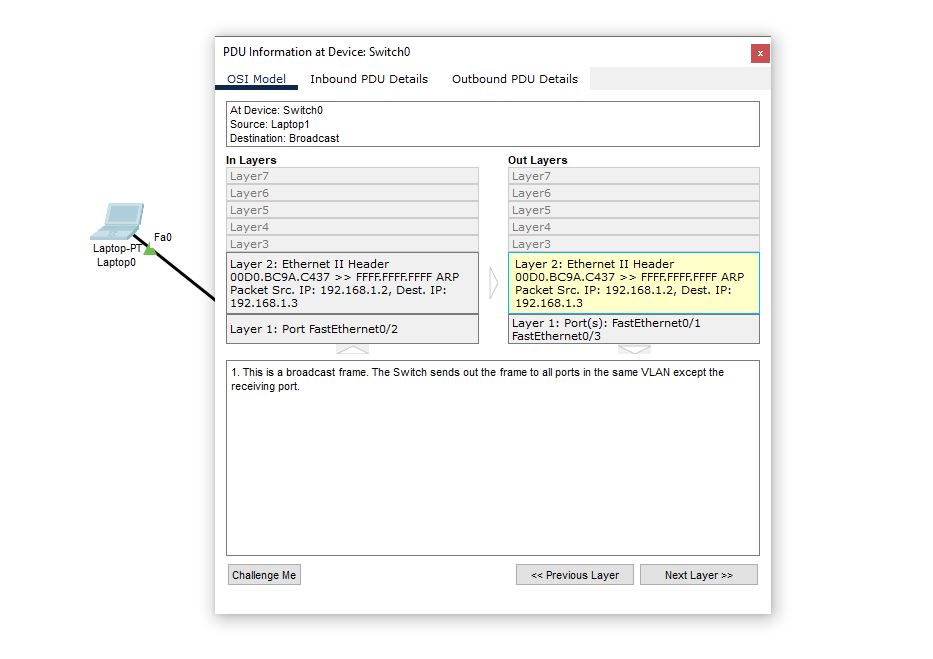 PDU Information at Device: Switch0
x
OSI Model
Inbound PDU Details
Outbound PDU Details
At Device: Switch0
Source: Laptop1
Destination: Broadcast
In Layers
Layer7
Layer6
Layer5
Layer4
Layer3
Layer 2: Ethernet II Header
00D0.BC9A.C437 >> FFFF.FFFF.FFFF ARP
Packet Src. IP: 192.168.1.2, Dest. IP:
192.168.1.3
Layer 1: Port FastEthernet0/2
Out Layers
Layer7
Layer6
Layer5
Layer4
Layer3
Layer 2: Ethernet II Header
00D0.BC9A.C437 >> FFFF.FFFF.FFFF ARP
Packet Src. IP: 192.168.1.2, Dest. IP:
192.168.1.3
Layer 1: Port(s): FastEthernet0/1
FastEthernet0/3
Fa0
Laptop-PT
Laptop0
1. This is a broadcast frame. The Switch sends out the frame to all ports in the same VLAN except the
receiving port.
Challenge Me
<< Previous Layer
Next Layer >>